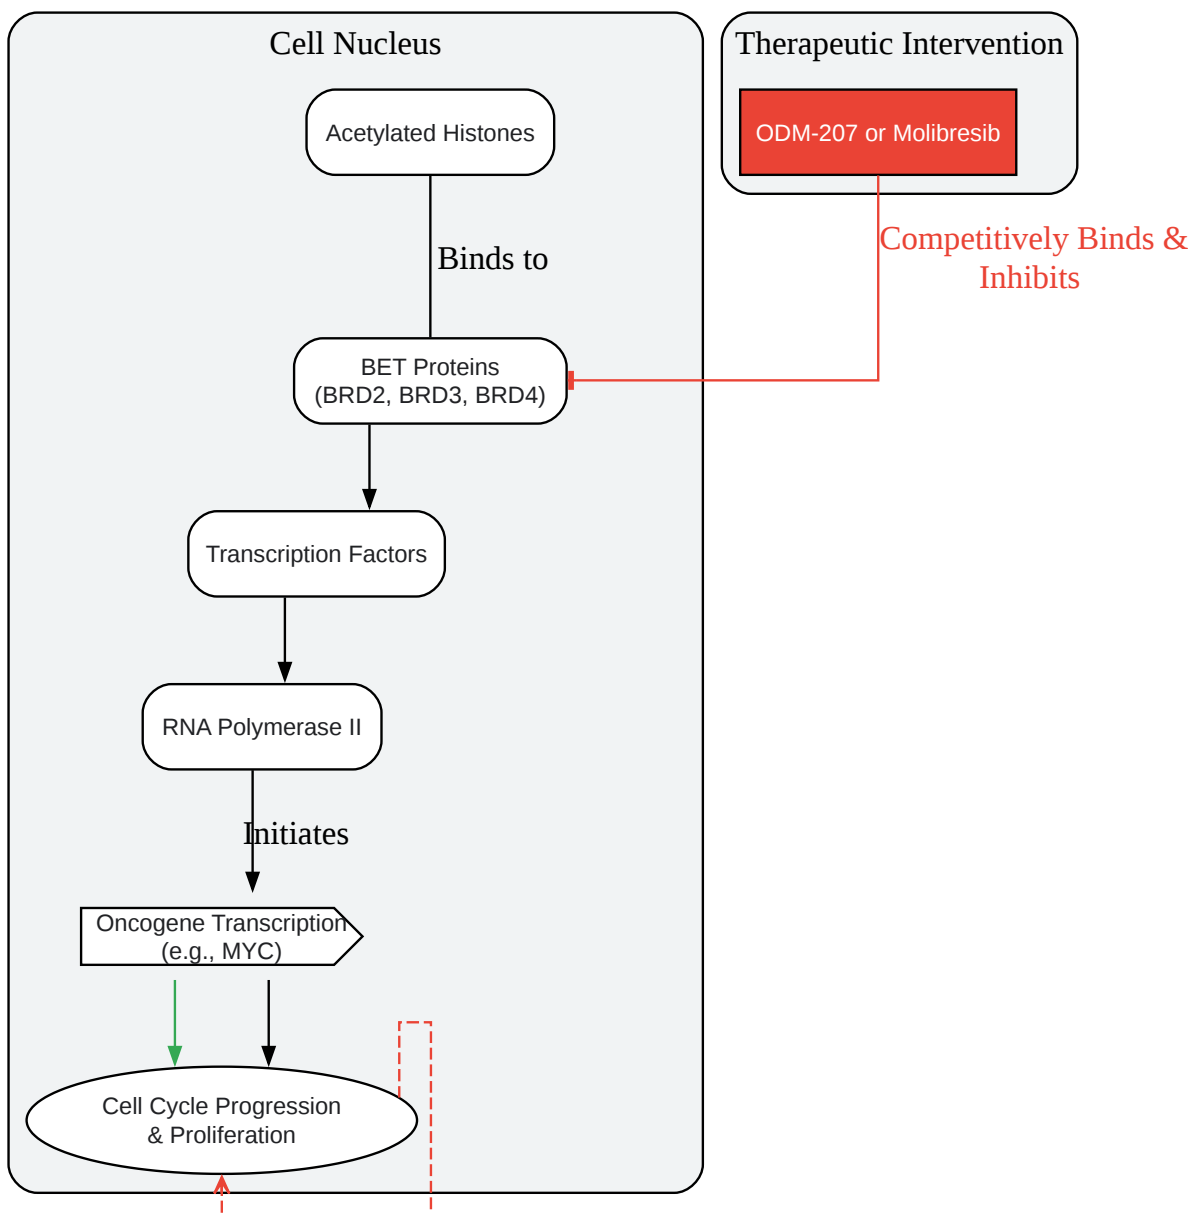 Cell Nucleus
Therapeutic Intervention
Acetylated Histones
ODM-207 or Molibresib
Binds to
Competitively Binds &
Inhibits
BET Proteins
(BRD2, BRD3, BRD4)
Transcription Factors
RNA Polymerase II
Initiates
Oncogene Transcription
(e.g., MYC)
Cell Cycle Progression
& Proliferation